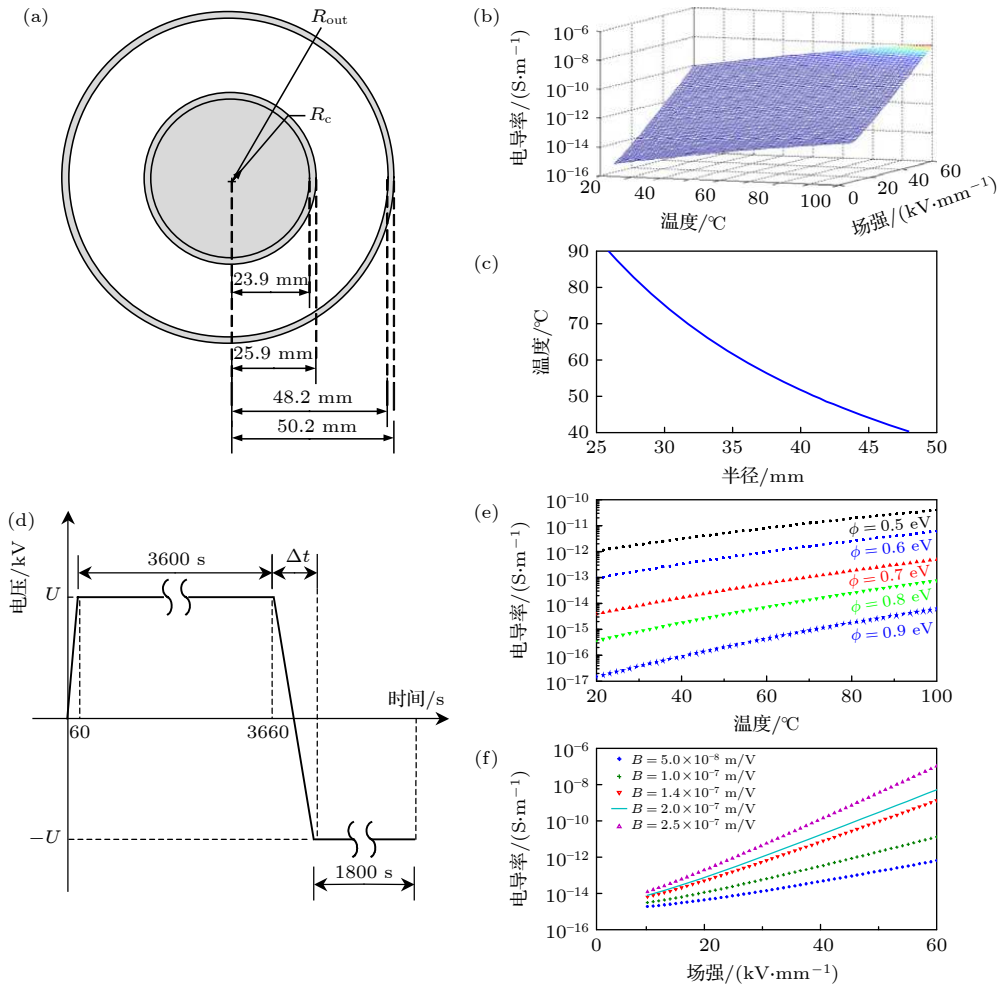 (a)
R_out
R_c
23.9 mm
25.9 mm
48.2 mm
50.2 mm
(b)
电导率/(S·m⁻¹)
10⁻⁶
10⁻⁸
10⁻¹⁰
10⁻¹²
10⁻¹⁴
10⁻¹⁶
20 40 60 80 100
温度/℃
0 20 40 60
场强/(kV·mm⁻¹)
(c)
温度/℃
90
80
70
60
50
40
25 30 35 40 45 50
半径/mm
(d)
电压/kV
3600 s
Δt
U
时间/s
60
3660
−U
1800 s
(e)
电导率/(S·m⁻¹)
10⁻¹⁰
10⁻¹¹
10⁻¹²
10⁻¹³
10⁻¹⁴
10⁻¹⁵
10⁻¹⁶
10⁻¹⁷
ϕ = 0.5 eV
ϕ = 0.6 eV
ϕ = 0.7 eV
ϕ = 0.8 eV
ϕ = 0.9 eV
20 40 60 80 100
温度/℃
(f)
电导率/(S·m⁻¹)
10⁻⁶
10⁻⁸
10⁻¹⁰
10⁻¹²
10⁻¹⁴
10⁻¹⁶
B = 5.0×10⁻⁸ m/V
B = 1.0×10⁻⁷ m/V
B = 1.4×10⁻⁷ m/V
B = 2.0×10⁻⁷ m/V
B = 2.5×10⁻⁷ m/V
0 20 40 60
场强/(kV·mm⁻¹)